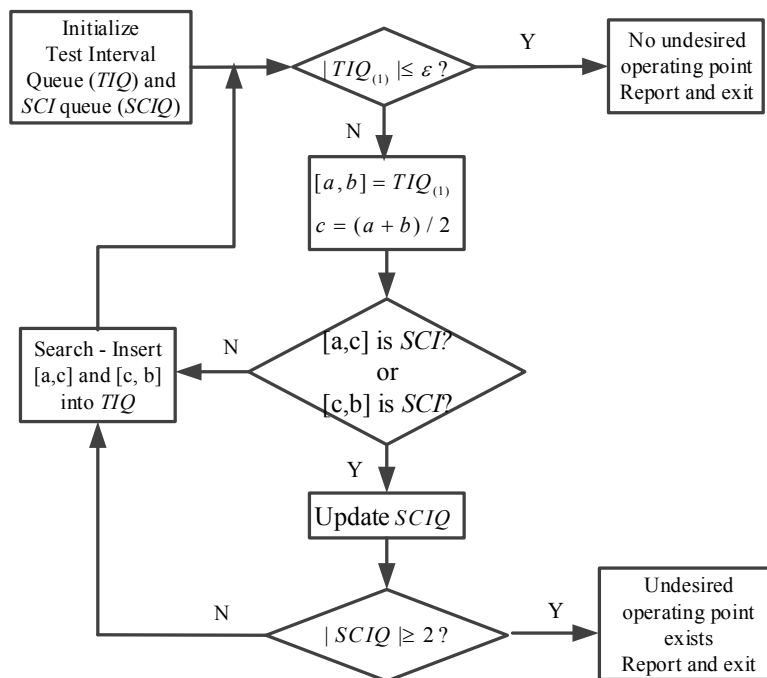 Initialize
Test Interval
Queue (TIQ) and
SCI queue (SCIQ)
| TIQ(1) |≤ ε ?
Y
No undesired
operating point
Report and exit
N
[a, b] = TIQ(1)
c = (a + b) / 2
[a,c] is SCI?
or
[c,b] is SCI?
N
Search - Insert
[a,c] and [c, b]
into TIQ
Y
Update SCIQ
| SCIQ |≥ 2 ?
N
Y
Undesired
operating point
exists
Report and exit